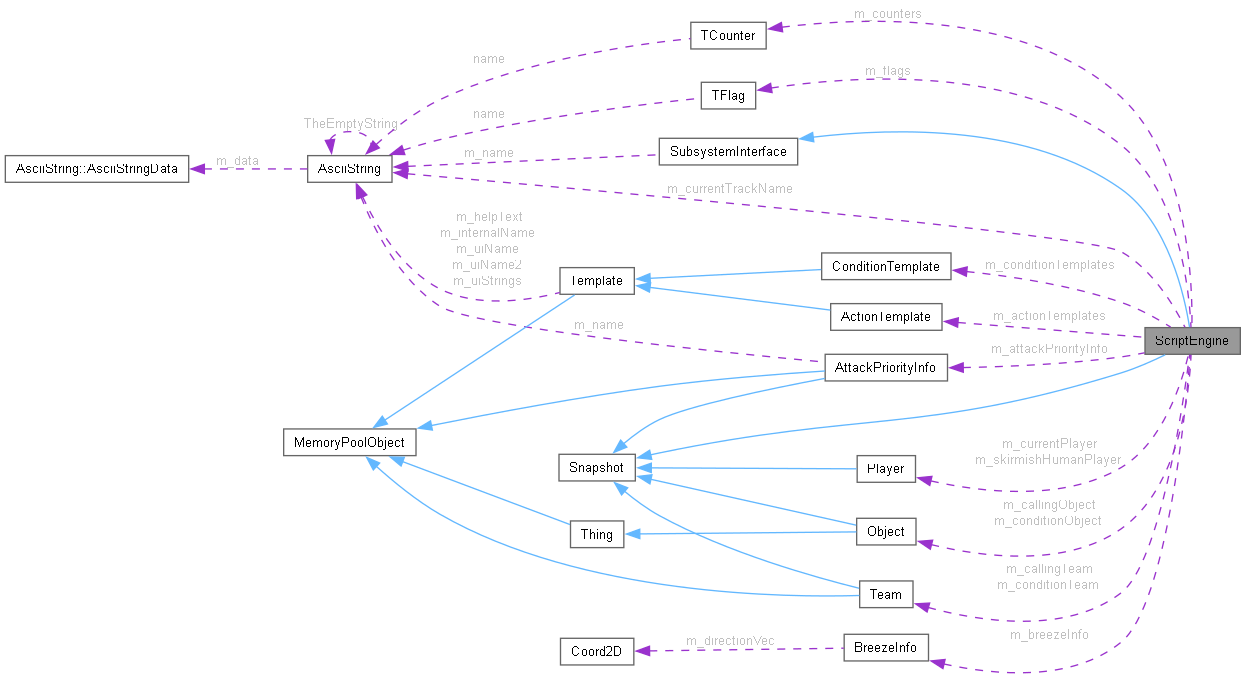 m_counters
TCounter
name
m_flags
TFlag
name
TheEmptyString
SubsystemInterface
m_name
m_data
AsciiString::AsciiStringData
AsciiString
m_currentTrackName
m_helpText
m_internalName
m_uiName
m_uiName2
m_uiStrings
Template
ConditionTemplate
m_conditionTemplates
ActionTemplate
m_actionTemplates
m_name
ScriptEngine
m_attackPriorityInfo
AttackPriorityInfo
MemoryPoolObject
m_currentPlayer
m_skirmishHumanPlayer
Snapshot
Player
m_callingObject
m_conditionObject
Thing
Object
m_callingTeam
m_conditionTeam
Team
m_breezeInfo
m_directionVec
Coord2D
BreezeInfo